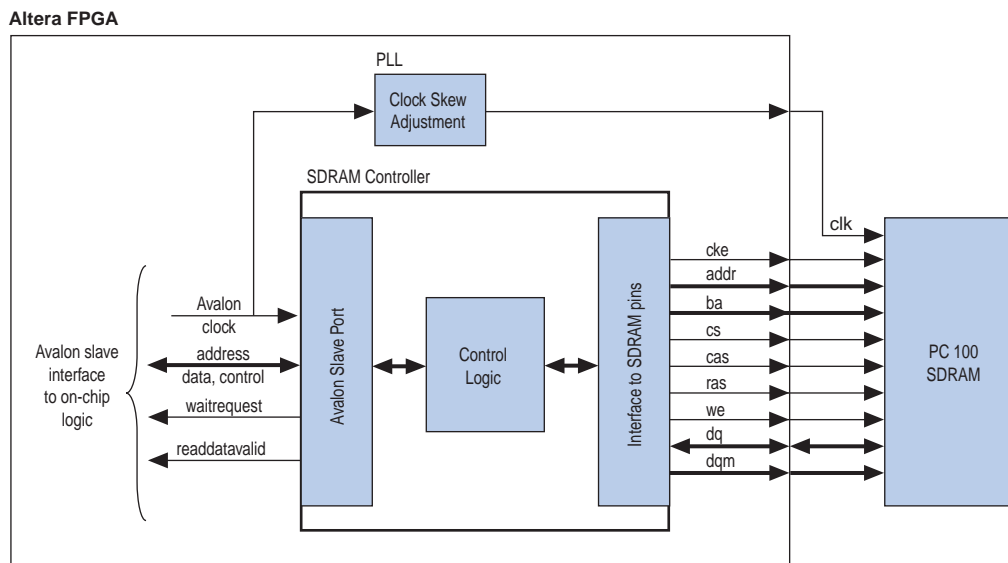 Altera FPGA
PLL
Clock Skew
Adjustment
SDRAM Controller
clk
cke
addr
ba
cs
cas
ras
we
dq
dqm
Avalon
clock
address
data, control
waitrequest
readdatavalid
Avalon slave
interface
to on-chip
logic
Avalon Slave Port
Control
Logic
Interface to SDRAM pins
PC 100
SDRAM